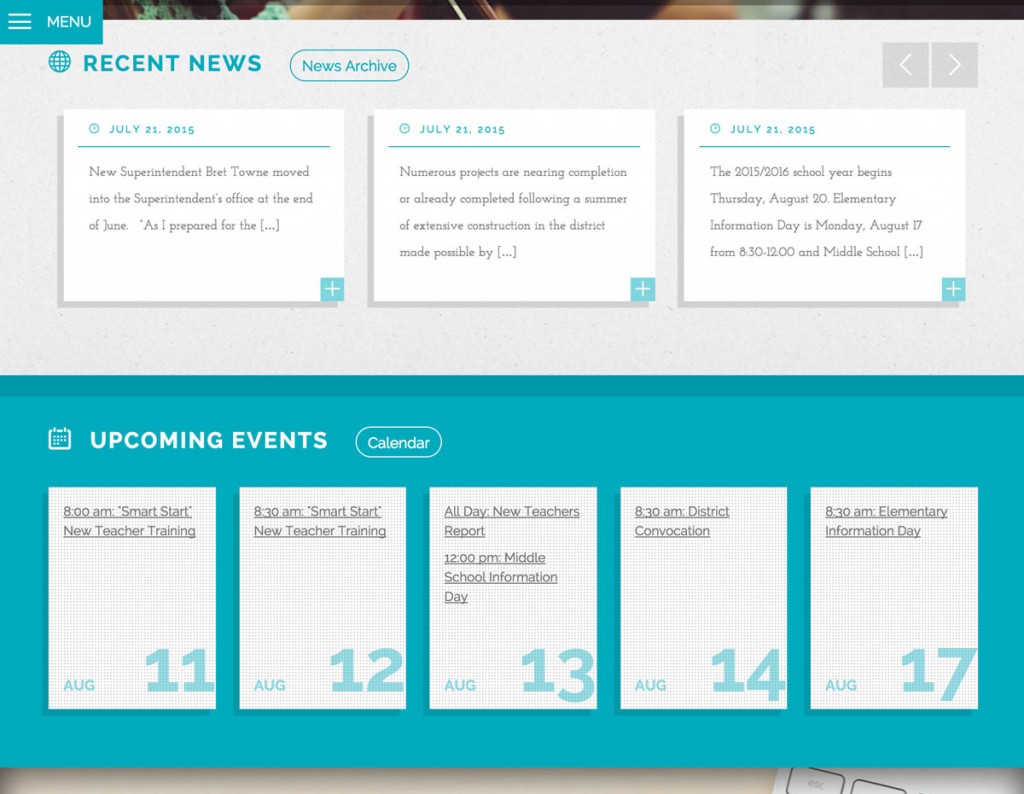 MENU
RECENT NEWS
News Archive
JULY 21, 2015
New Superintendent Bret Towne moved
into the Superintendent's office at the end
of June. "As I prepared for the [...]
JULY 21, 2015
Numerous projects are nearing completion
or already completed following a summer
of extensive construction in the district
made possible by [...]
JULY 21, 2015
The 2015/2016 school year begins
Thursday, August 20. Elementary
Information Day is Monday, August 17
from 8:30-12:00 and Middle School [...]
UPCOMING EVENTS
Calendar
8:00 am: "Smart Start"
New Teacher Training
AUG 11
8:30 am: "Smart Start"
New Teacher Training
AUG 12
All Day: New Teachers
Report
12:00 pm: Middle
School Information
Day
AUG 13
8:30 am: District
Convocation
AUG 14
8:30 am: Elementary
Information Day
AUG 17
esc